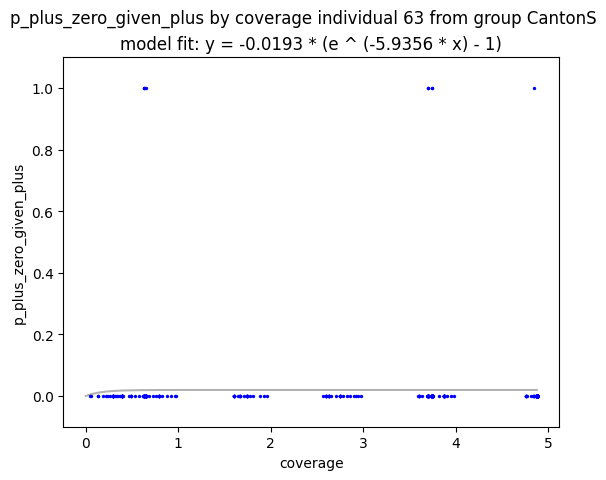 p_plus_zero_given_plus by coverage individual 63 from group CantonS
model fit: y = -0.0193 * (e ^ (-5.9356 * x) - 1)
1.0
0.8
0.6
0.4
0.2
0.0
p_plus_zero_given_plus
0 1 2 3 4 5
coverage